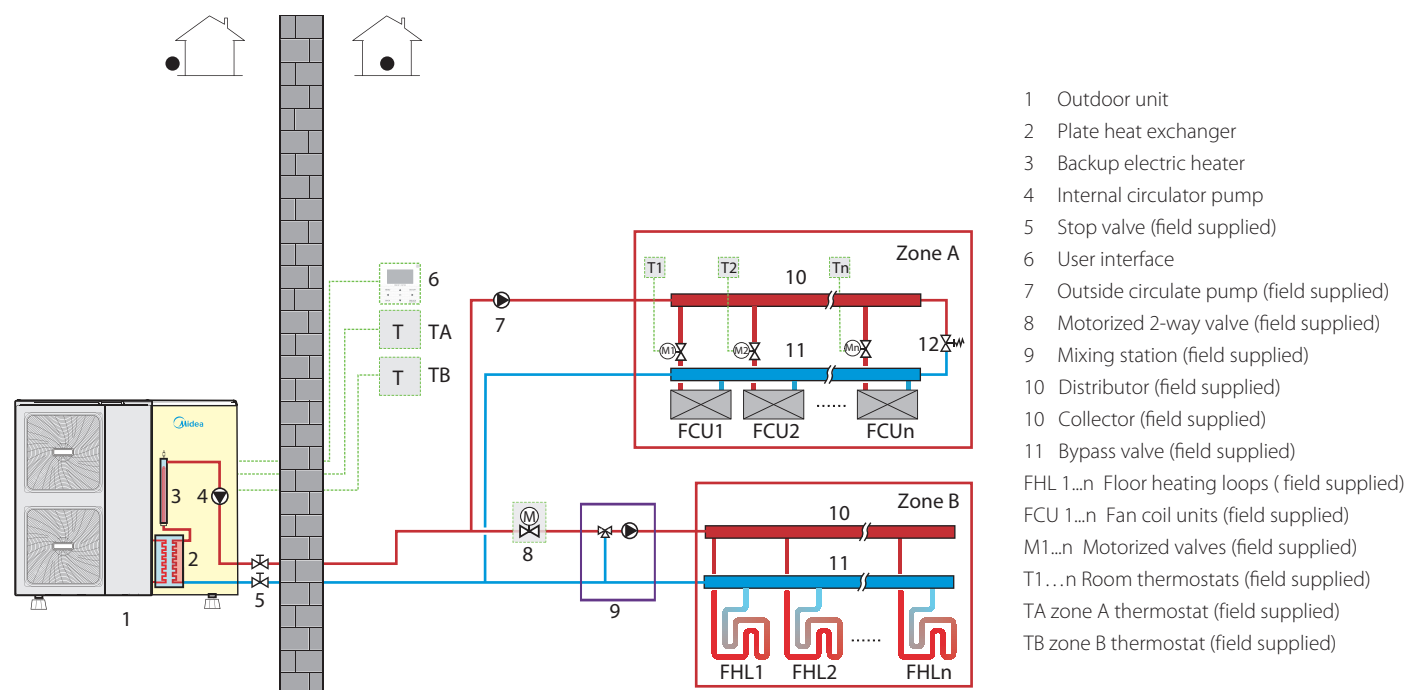 6
T TA
T TB
Midea
3
4
2
1
5
7
Zone A
T1
T2
Tn
10
M1
M2
Mn
11
12
FCU1
FCU2
......
FCUn
M
8
9
Zone B
10
11
FHL1
FHL2
......
FHLn
1 Outdoor unit
2 Plate heat exchanger
3 Backup electric heater
4 Internal circulator pump
5 Stop valve (field supplied)
6 User interface
7 Outside circulate pump (field supplied)
8 Motorized 2-way valve (field supplied)
9 Mixing station (field supplied)
10 Distributor (field supplied)
10 Collector (field supplied)
11 Bypass valve (field supplied)
FHL 1...n Floor heating loops ( field supplied)
FCU 1...n Fan coil units (field supplied)
M1...n Motorized valves (field supplied)
T1…n Room thermostats (field supplied)
TA zone A thermostat (field supplied)
TB zone B thermostat (field supplied)